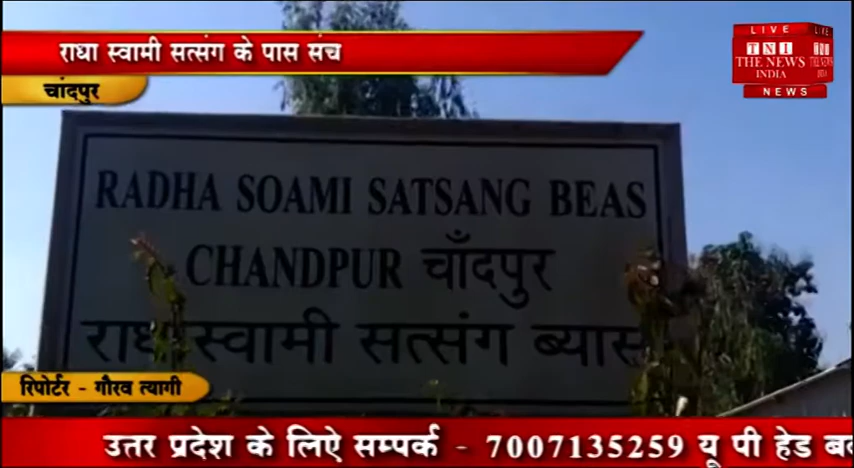 राधा स्वामी सत्संग के पास संच
चांदपुर
LIVE
TNI
THE NEWS
INDIA
NEWS
RADHA SOAMI SATSANG BEAS
CHANDPUR चाँदपुर
राधास्वामी सत्संग ब्यास
रिपोर्टर - गौरव त्यागी
उत्तर प्रदेश के लिये सम्पर्क - 7007135259 यू पी हेड